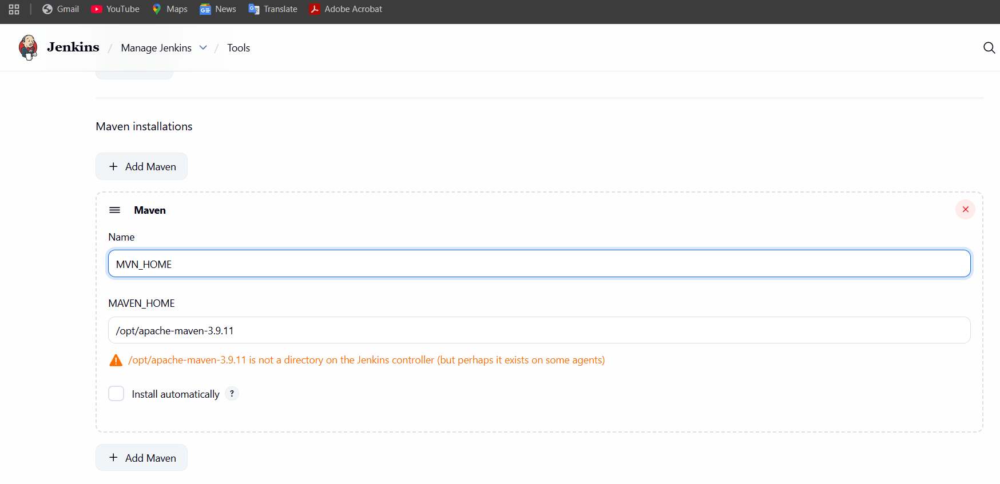 Gmail YouTube Maps News Translate Adobe Acrobat
Jenkins / Manage Jenkins / Tools
Maven installations
+ Add Maven
Maven
Name
MVN_HOME
MAVEN_HOME
/opt/apache-maven-3.9.11
/opt/apache-maven-3.9.11 is not a directory on the Jenkins controller (but perhaps it exists on some agents)
Install automatically ?
+ Add Maven